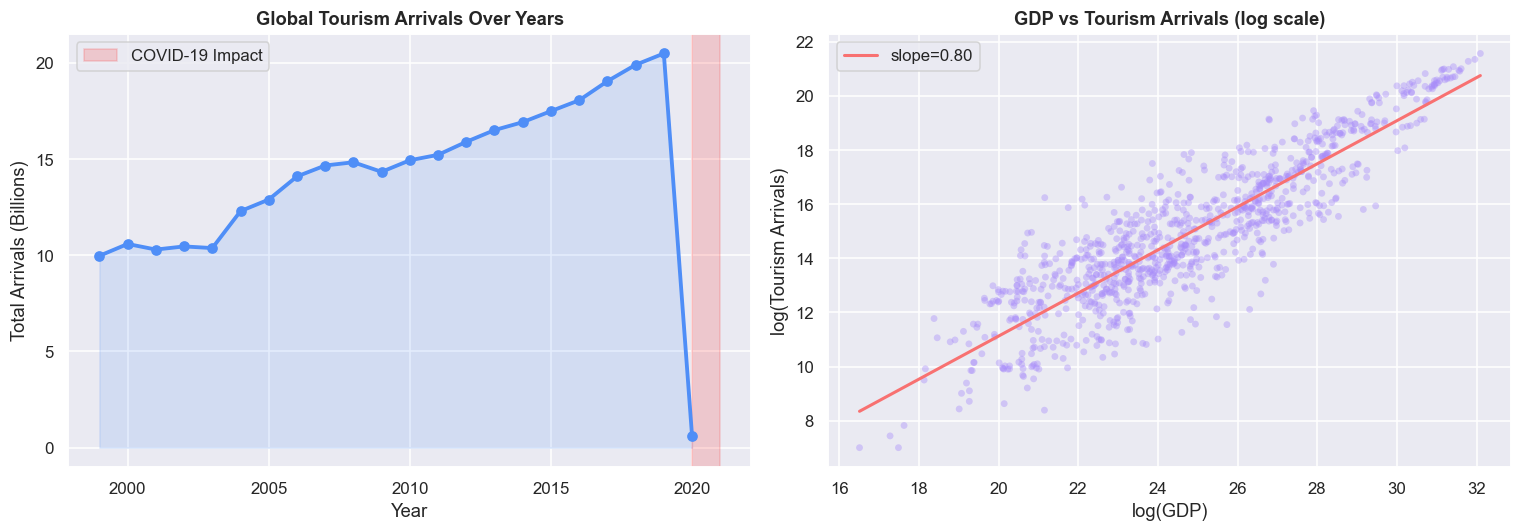 Global Tourism Arrivals Over Years
COVID-19 Impact
20
15
10
5
0
Total Arrivals (Billions)
2000 2005 2010 2015 2020
Year
GDP vs Tourism Arrivals (log scale)
slope=0.80
22
20
18
16
14
12
10
8
log(Tourism Arrivals)
16 18 20 22 24 26 28 30 32
log(GDP)